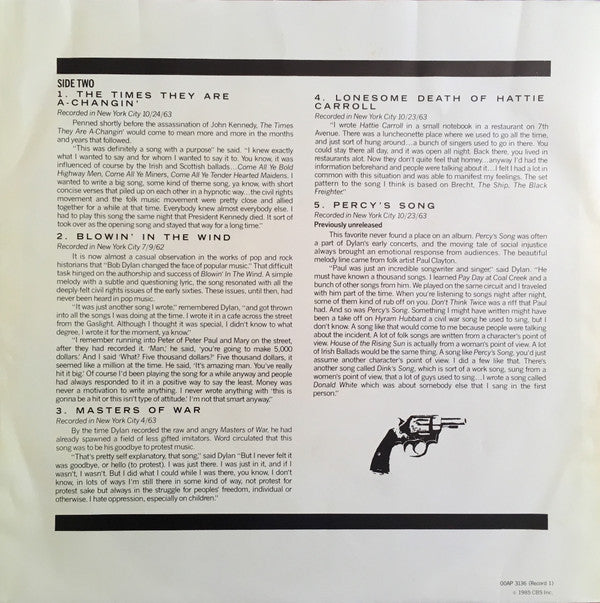 SIDE TWO
1. THE TIMES THEY ARE
A-CHANGIN'
Recorded in New York City 10/24/63
Penned shortly before the assassination of John Kennedy, The Times
They Are A-Changin' would come to mean more and more in the months
and years that followed.
"This was definitely a song with a purpose" he said. "I knew exactly
what I wanted to say and for whom I wanted to say it to. You know, it was
influenced of course by the Irish and Scottish ballads...Come All Ye Bold
Highway Men, Come All Ye Miners, Come All Ye Tender Hearted Maidens. I
wanted to write a big song, some kind of theme song, ya know, with short
concise verses that piled up on each other in a hypnotic way...the civil rights
movement and the folk music movement were pretty close and allied
together for a while at that time. Everybody knew almost everybody else. I
had to play this song the same night that President Kennedy died. It sort of
took over as the opening song and stayed that way for a long time."
2. BLOWIN' IN THE WIND
Recorded in New York City 7/9/62
It is now almost a casual observation in the works of pop and rock
historians that "Bob Dylan changed the face of popular music." That difficult
task hinged on the authorship and success of Blowin' In The Wind. A simple
melody with a subtle and questioning lyric, the song resonated with all the
deeply-felt civil rights issues of the early sixties. These issues, until then, had
never been heard in pop music.
"It was just another song I wrote," remembered Dylan, "and got thrown
into all the songs I was doing at the time. I wrote it in a cafe across the street
from the Gaslight. Although I thought it was special, I didn't know to what
degree, I wrote it for the moment, ya know."
"I remember running into Peter of Peter Paul and Mary on the street,
after they had recorded it. 'Man,' he said, 'you're going to make 5,000
dollars.' And I said 'What? Five thousand dollars?' Five thousand dollars, it
seemed like a million at the time. He said, 'It's amazing man. You've really
hit it big.' Of course I'd been playing the song for a while anyway and people
had always responded to it in a positive way to say the least. Money was
never a motivation to write anything. I never wrote anything with 'this is
gonna be a hit or this isn't type of attitude.' I'm not that smart anyway."
3. MASTERS OF WAR
Recorded in New York City 4/63
By the time Dylan recorded the raw and angry Masters of War, he had
already spawned a field of less gifted imitators. Word circulated that this
song was to be his goodbye to protest music.
"That's pretty self explanatory, that song," said Dylan "But I never felt it
was goodbye, or hello (to protest). I was just there. I was just in it, and if I
wasn't, I wasn't. But I did what I could while I was there, you know, I don't
know, in lots of ways I'm still there in some kind of way, not protest for
protest sake but always in the struggle for peoples' freedom, individual or
otherwise. I hate oppression, especially on children."
4. LONESOME DEATH OF HATTIE
CARROLL
Recorded in New York City 10/23/63
"I wrote Hattie Carroll in a small notebook in a restaurant on 7th
Avenue. There was a luncheonette place where we used to go all the time,
and just sort of hung around...a bunch of singers used to go in there. You
could stay there all day, and it was open all night. Back there, you lived in
restaurants alot. Now they don't quite feel that homey...anyway I'd had the
information beforehand and people were talking about it...I felt I had a lot in
common with this situation and was able to manifest my feelings. The set
pattern to the song I think is based on Brecht, The Ship, The Black
Freighter."
5. PERCY'S SONG
Recorded in New York City 10/23/63
Previously unreleased
This favorite never found a place on an album. Percy's Song was often
a part of Dylan's early concerts, and the moving tale of social injustice
always brought an emotional response from audiences. The beautiful
melody line came from folk artist Paul Clayton.
"Paul was just an incredible songwriter and singer," said Dylan. "He
must have known a thousand songs. I learned Pay Day at Coal Creek and a
bunch of other songs from him. We played on the same circuit and I traveled
with him part of the time. When you're listening to songs night after night,
some of them kind of rub off on you. Don't Think Twice was a riff that Paul
had. And so was Percy's Song. Something I might have written might have
been a take off on Hyram Hubbard a civil war song he used to sing, but I
don't know. A song like that would come to me because people were talking
about the incident. A lot of folk songs are written from a character's point of
view. House of the Rising Sun is actually from a woman's point of view. A lot
of Irish Ballads would be the same thing. A song like Percy's Song, you'd just
assume another character's point of view. I did a few like that. There's
another song called Dink's Song, which is sort of a work song, sung from a
women's point of view, that a lot of guys used to sing...I wrote a song called
Donald White which was about somebody else that I sang in the first
person."
00AP 3136 (Record 1)
© 1985 CBS Inc.